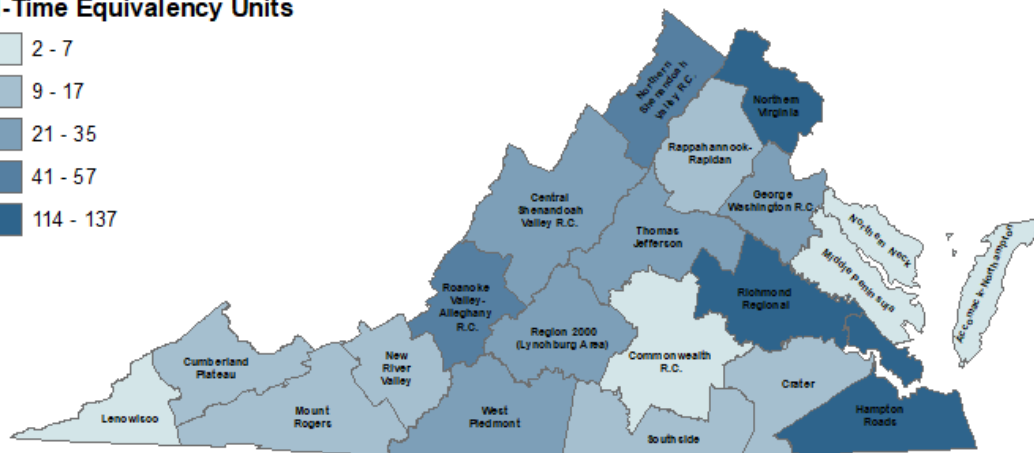 -Time Equivalency Units
2 - 7
9 - 17
21 - 35
41 - 57
114 - 137
Northern
Shenandoah
Valley R.C.
Northern
Virginia
Rappahannock-
Rapidan
Central
Shenandoah
Valley R.C.
George
Washington R.C.
Thomas
Jefferson
Northern Neck
Middle Peninsula
Accomack-Northampton
Roanoke
Valley-
Alleghany
R.C.
Richmond
Regional
Region 2000
(Lynchburg Area)
Commonwealth
R.C.
Cumberland
Plateau
New
River
Valley
Crater
Lenowisco
Mount
Rogers
West
Piedmont
Southside
Hampton
Roads